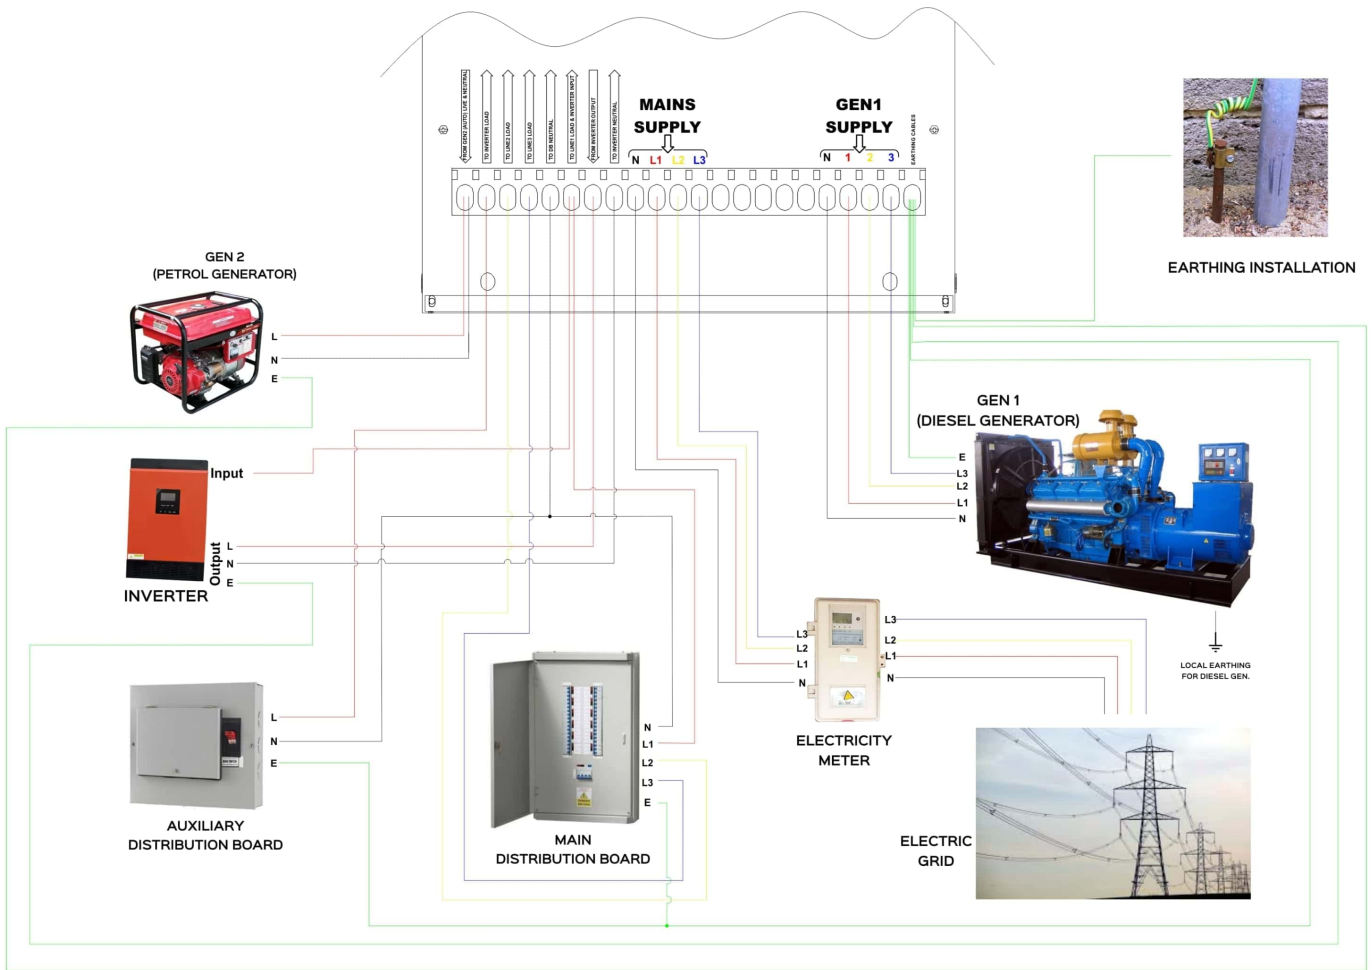 FROM GEN2 (AUTO) LIVE & NEUTRAL
TO INVERTER LOAD
TO LINE2 LOAD
TO LINE3 LOAD
TO DB NEUTRAL
TO LINE1 LOAD & INVERTER INPUT
FROM INVERTER OUTPUT
TO INVERTER NEUTRAL
MAINS
SUPPLY
N L1 L2 L3
GEN1
SUPPLY
N 1 2 3
EARTHING CABLES
EARTHING INSTALLATION
GEN 2
(PETROL GENERATOR)
L
N
E
GEN 1
(DIESEL GENERATOR)
E
L3
L2
L1
N
Input
Output
L
N
E
INVERTER
LOCAL EARTHING
FOR DIESEL GEN.
L3
L2
L1
N
L3
L2
L1
N
ELECTRICITY
METER
L
N
E
AUXILIARY
DISTRIBUTION BOARD
N
L1
L2
L3
E
MAIN
DISTRIBUTION BOARD
ELECTRIC
GRID